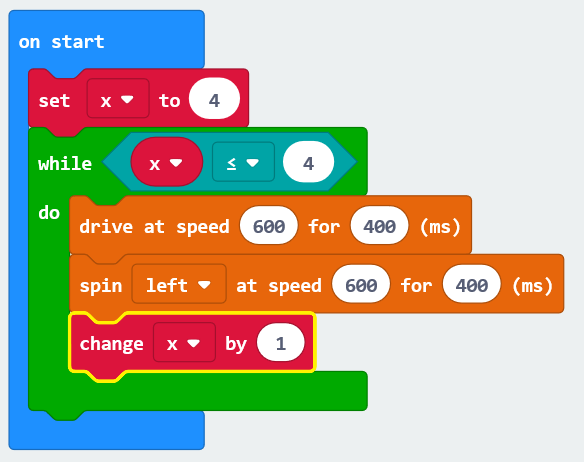 on start
set x to 4
while x ≤ 4
do
drive at speed 600 for 400 (ms)
spin left at speed 600 for 400 (ms)
change x by 1